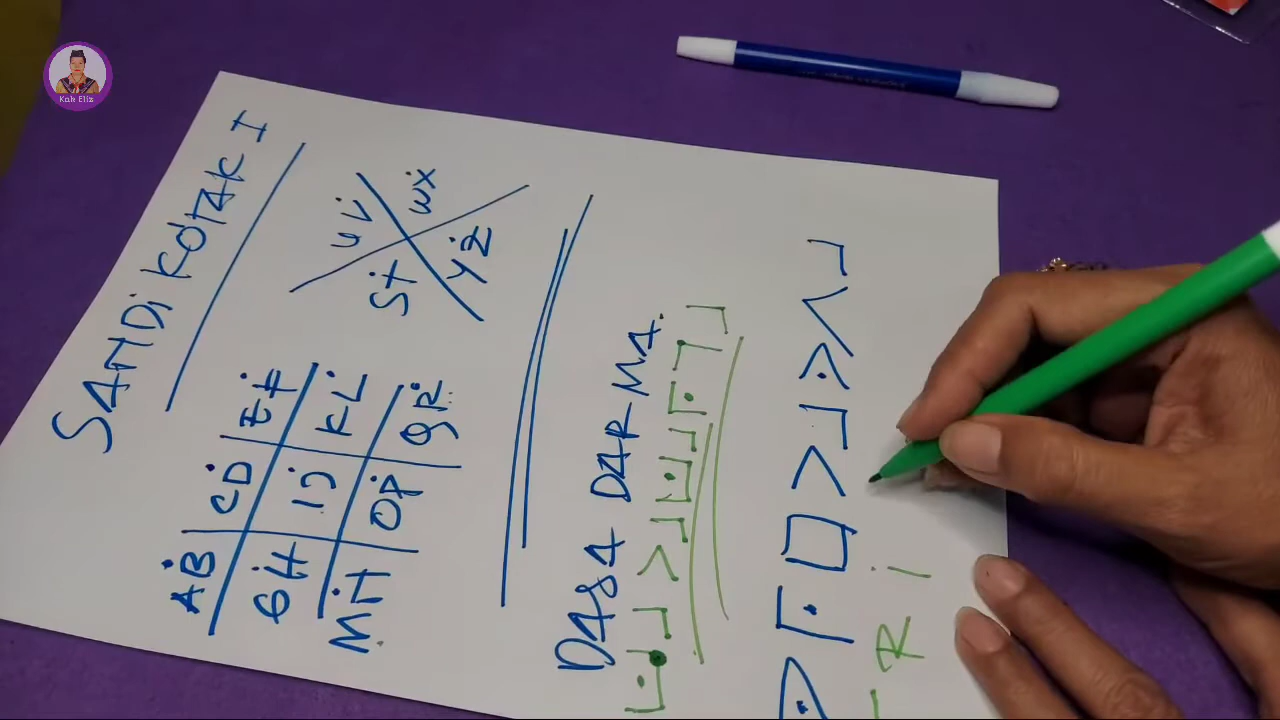 Kak Eliz
SANDI KOTAK I
AB CD EF
GH IJ KL
MN OP QR
UV
ST WX
YZ
DASA DARMA
R I